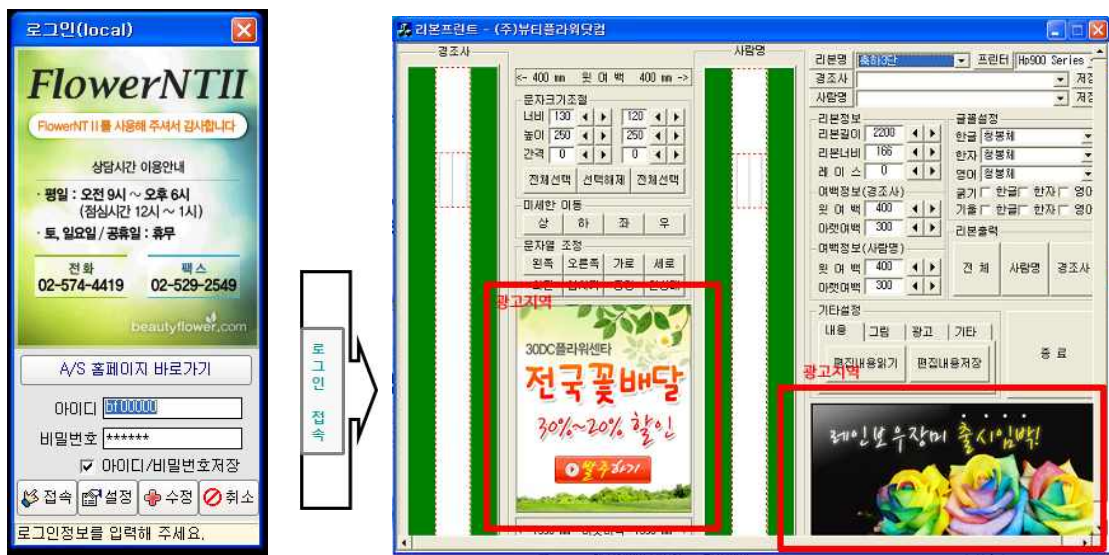 로그인(local)
FlowerNTII
FlowerNT II를 사용해 주셔서 감사합니다
상담시간 이용안내
· 평일 : 오전 9시 ~ 오후 6시
(점심시간 12시 ~ 1시)
· 토, 일요일 / 공휴일 : 휴무
전화 팩스
02-574-4419 02-529-2549
beautyflower.com
A/S 홈페이지 바로가기
아이디 bf00000
비밀번호 ******
아이디/비밀번호저장
접속 설정 수정 취소
로그인정보를 입력해 주세요.
로그인 접속
리본프린트 - (주)뷰티플라워닷컴
경조사
<- 400 mm 윗 여 백 400 mm ->
문자크기조절
너비 130 120
높이 250 250
간격 0 0
전체선택 선택해제 전체선택
미세한 이동
상 하 좌 우
문자열 조정
왼쪽 오른쪽 가로 세로
광고지역
30DC플라워센타
전국 꽃배달
30%~20% 할인
발주하기
사람명
리본명 축하3단 프린터 Hp900 Series
경조사
사람명
리본정보
리본길이 2200
리본너비 166
레 이 스 0
여백정보(경조사)
윗 여 백 400
아랫여백 300
여백정보(사람명)
윗 여 백 400
아랫여백 300
글꼴설정
한글 청봉체
한자 청봉체
영어 청봉체
굵기 한글 한자 영어
기울 한글 한자 영어
리본출력
전 체 사람명 경조사
기타설정
내용 그림 광고 기타
편집내용읽기 편집내용저장
종 료
광고지역
레인보우장미 출시임박!